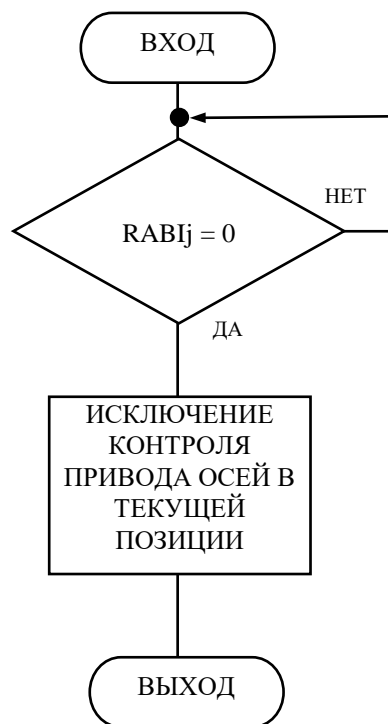 ВХОД
НЕТ
RABIj = 0
ДА
ИСКЛЮЧЕНИЕ
КОНТРОЛЯ
ПРИВОДА ОСЕЙ В
ТЕКУЩЕЙ
ПОЗИЦИИ
ВЫХОД